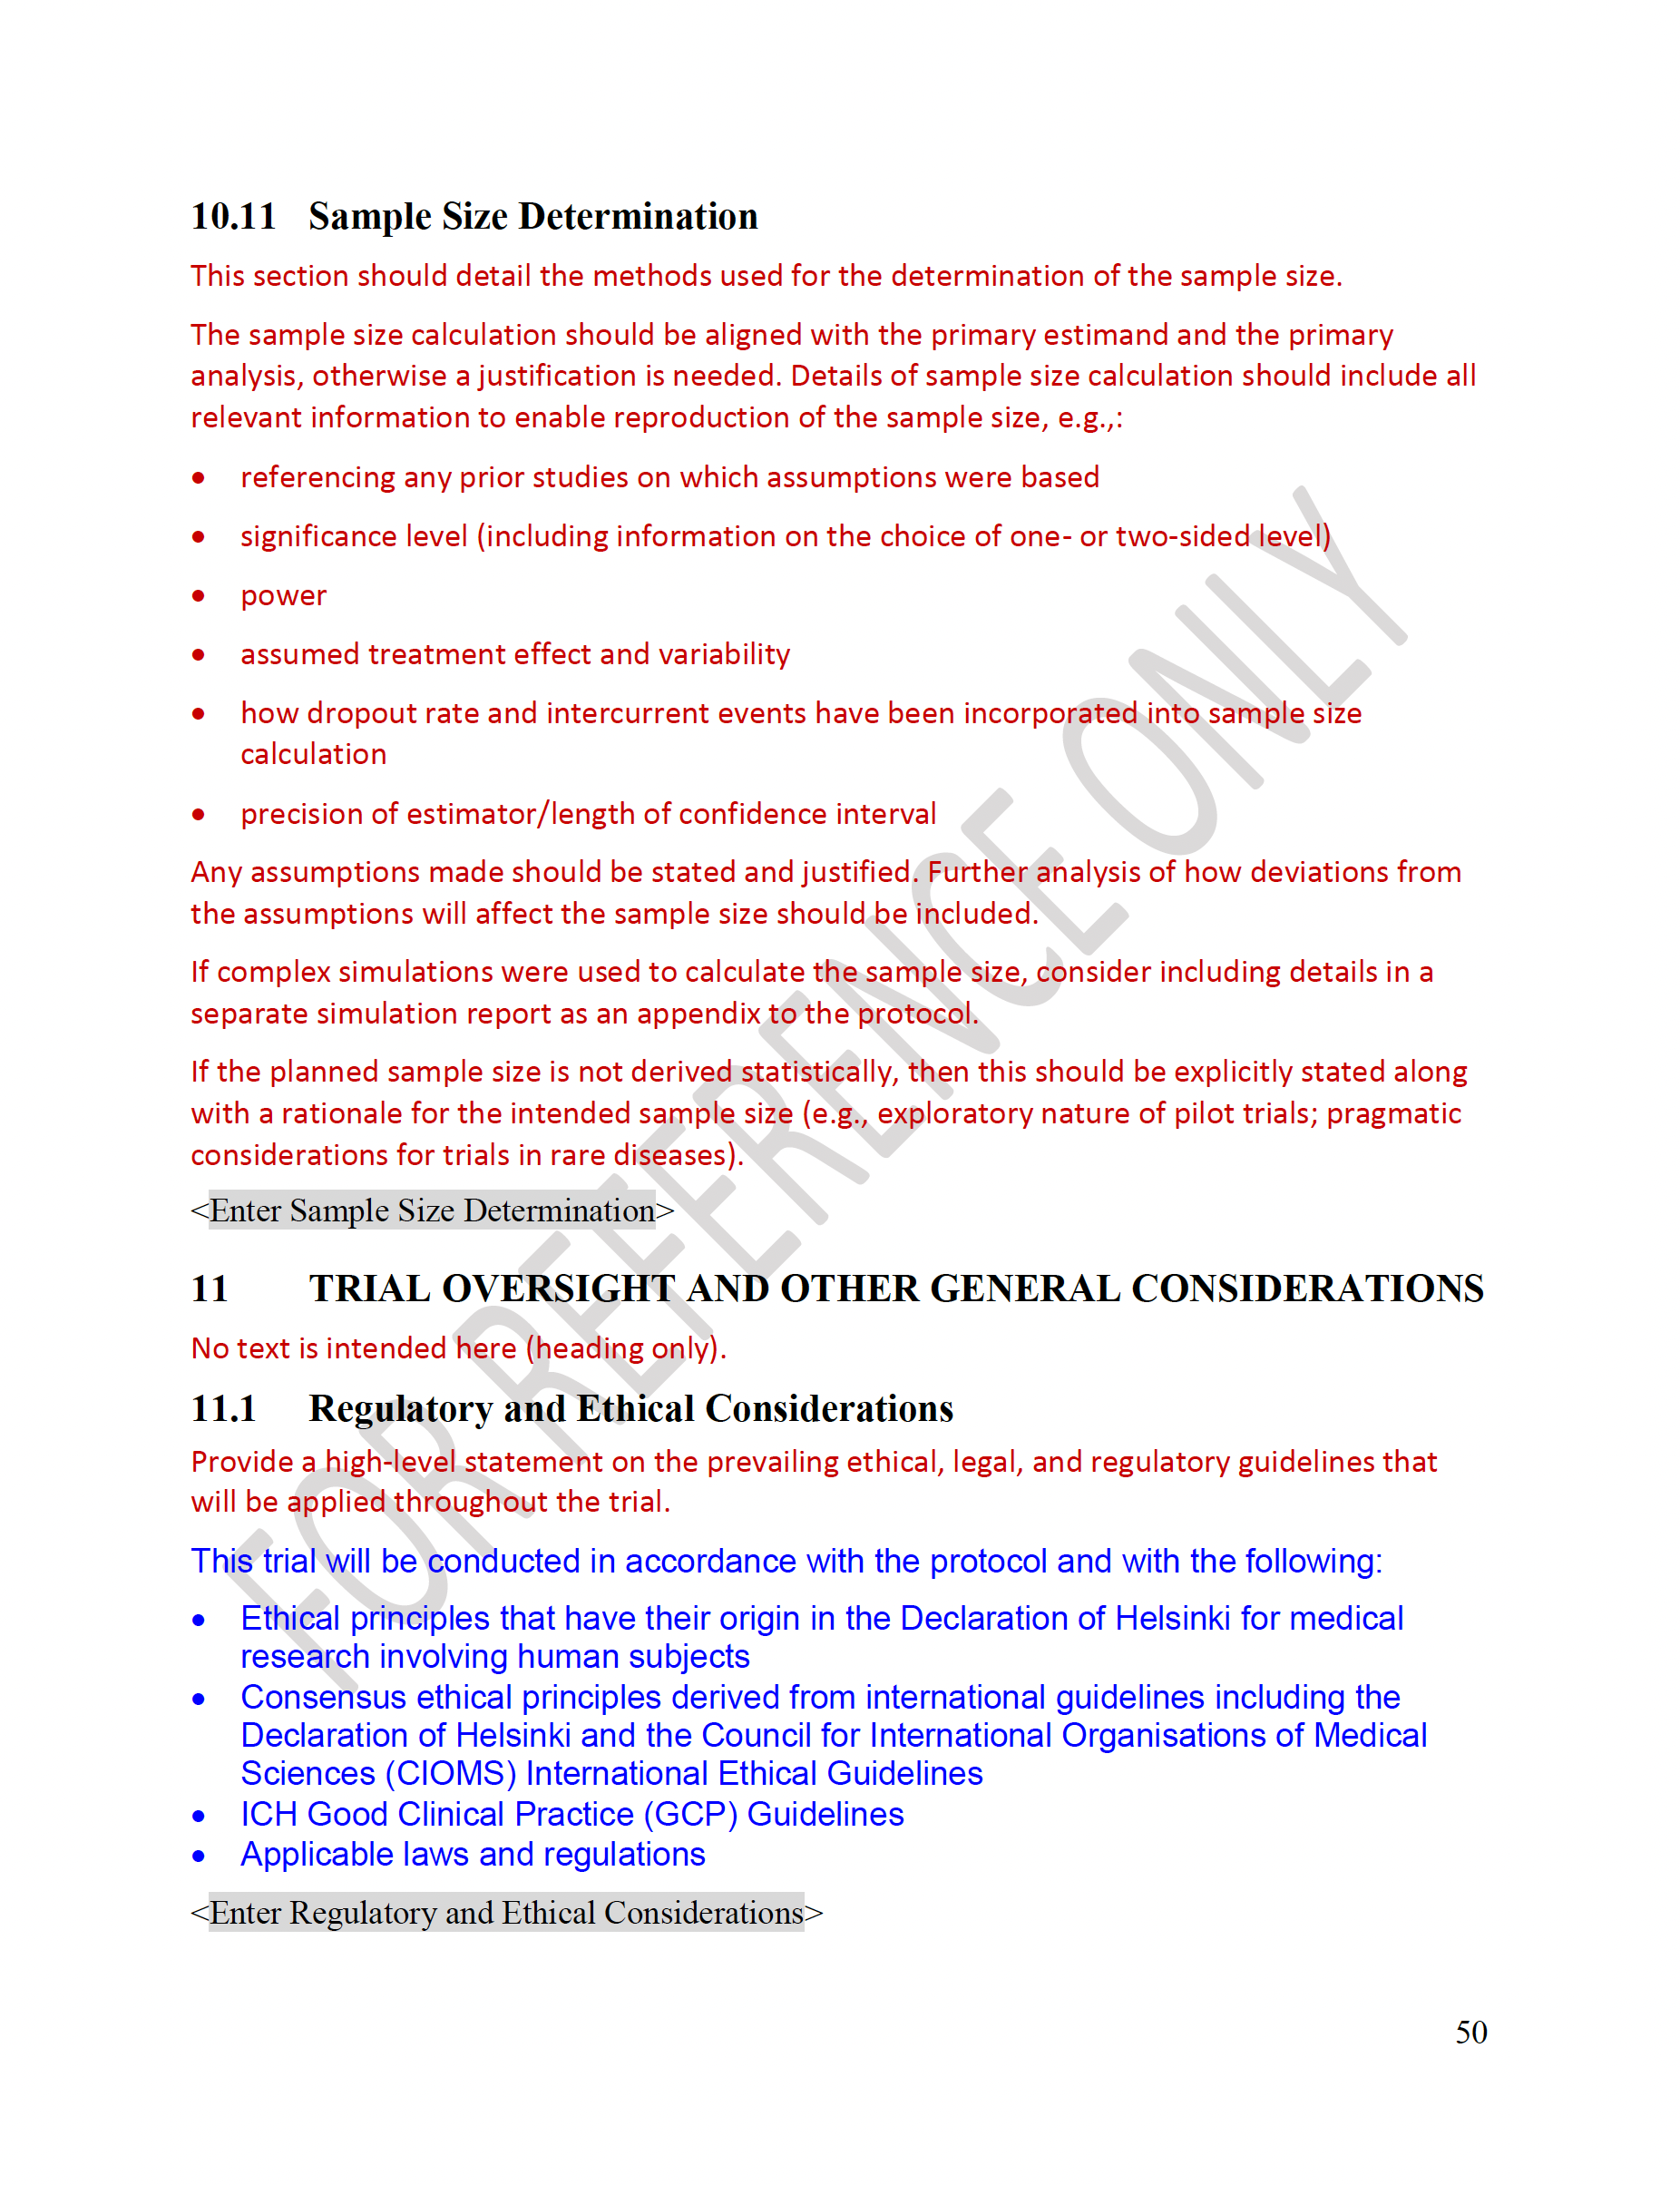 10.11 Sample Size Determination
This section should detail the methods used for the determination of the sample size.
The sample size calculation should be aligned with the primary estimand and the primary
analysis, otherwise a justification is needed. Details of sample size calculation should include all
relevant information to enable reproduction of the sample size, e.g.,:
• referencing any prior studies on which assumptions were based
• significance level (including information on the choice of one- or two-sided level)
• power
• assumed treatment effect and variability
• how dropout rate and intercurrent events have been incorporated into sample size
calculation
• precision of estimator/length of confidence interval
Any assumptions made should be stated and justified. Further analysis of how deviations from
the assumptions will affect the sample size should be included.
If complex simulations were used to calculate the sample size, consider including details in a
separate simulation report as an appendix to the protocol.
If the planned sample size is not derived statistically, then this should be explicitly stated along
with a rationale for the intended sample size (e.g., exploratory nature of pilot trials; pragmatic
considerations for trials in rare diseases).
<Enter Sample Size Determination>
11 TRIAL OVERSIGHT AND OTHER GENERAL CONSIDERATIONS
No text is intended here (heading only).
11.1 Regulatory and Ethical Considerations
Provide a high-level statement on the prevailing ethical, legal, and regulatory guidelines that
will be applied throughout the trial.
This trial will be conducted in accordance with the protocol and with the following:
• Ethical principles that have their origin in the Declaration of Helsinki for medical
research involving human subjects
• Consensus ethical principles derived from international guidelines including the
Declaration of Helsinki and the Council for International Organisations of Medical
Sciences (CIOMS) International Ethical Guidelines
• ICH Good Clinical Practice (GCP) Guidelines
• Applicable laws and regulations
<Enter Regulatory and Ethical Considerations>
50
FOR REFERENCE ONLY